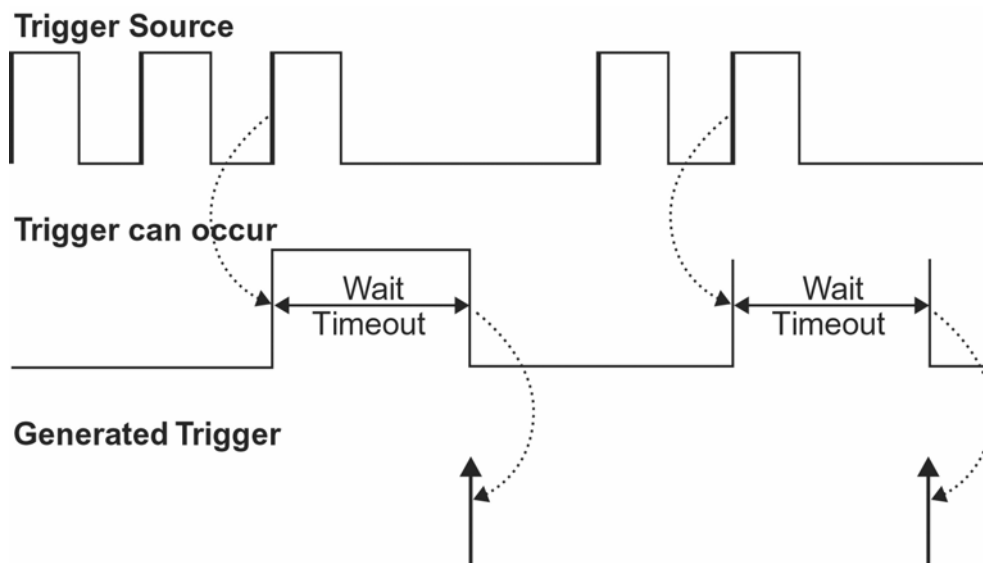 Trigger Source
Trigger can occur
Wait
Timeout
Wait
Timeout
Generated Trigger